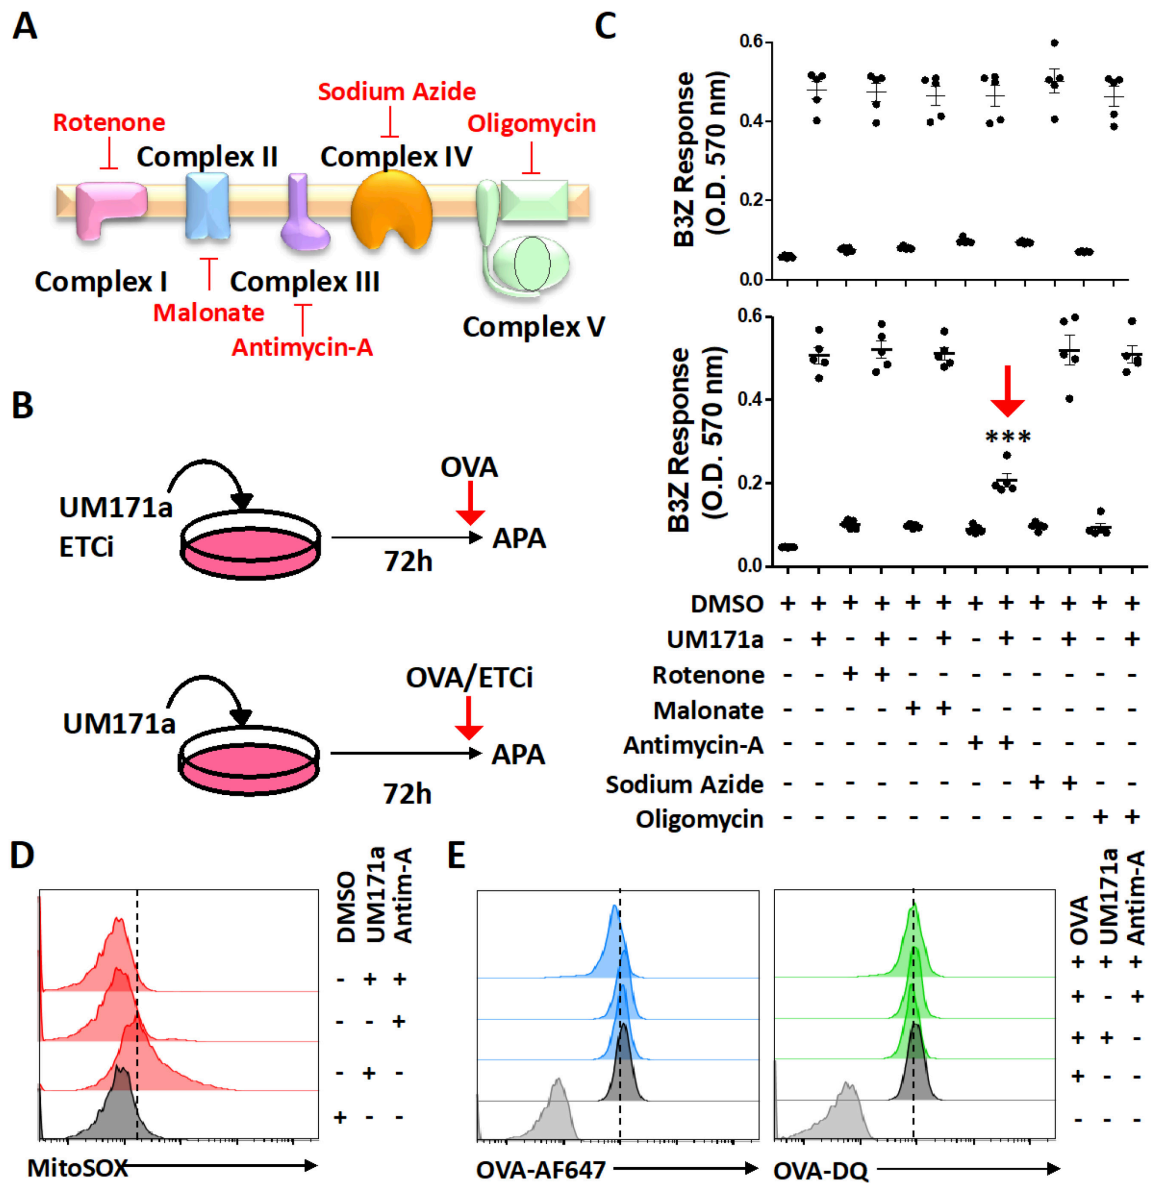 A
Sodium Azide
Rotenone
Oligomycin
Complex II
Complex IV
Complex I
Complex III
Malonate
Complex V
Antimycin-A
B
UM171a
ETCi
OVA
72h
APA
UM171a
OVA/ETCi
72h
APA
C
B3Z Response
(O.D. 570 nm)
0.6
0.4
0.2
0.0
B3Z Response
(O.D. 570 nm)
0.6
0.4
0.2
0.0
***
DMSO + + + + + + + + + + + +
UM171a - + - + - + - + - + - +
Rotenone - - + + - - - - - - - -
Malonate - - - - + + - - - - - -
Antimycin-A - - - - - - + + - - - -
Sodium Azide - - - - - - - - + + - -
Oligomycin - - - - - - - - - - + +
D
DMSO
UM171a
Antim-A
- + +
- - +
- + -
+ - -
MitoSOX
E
OVA
UM171a
Antim-A
+ + +
+ - +
+ + -
+ - -
- - -
OVA-AF647
OVA-DQ